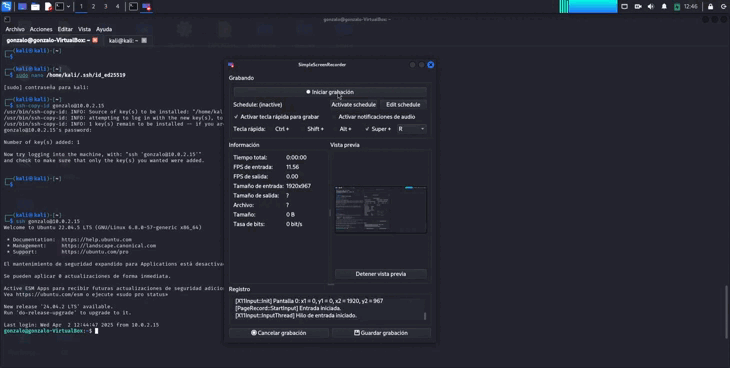 1 2 3 4 12:46
gonzalo@gonzalo-VirtualBox:~
Archivo Acciones Editar Vista Ayuda
gonzalo@gonzalo-VirtualBox: ~ kali@kali: ~
(kali㉿kali)-[~]
$
(kali㉿kali)-[~]
$ sudo nano /home/kali/.ssh/id_ed25519
[sudo] contraseña para kali:
(kali㉿kali)-[~]
$ ssh-copy-id gonzalo@10.0.2.15
/usr/bin/ssh-copy-id: INFO: Source of key(s) to be installed: "/home/kal
/usr/bin/ssh-copy-id: INFO: attempting to log in with the new key(s), to
/usr/bin/ssh-copy-id: INFO: 1 key(s) remain to be installed -- if you are
gonzalo@10.0.2.15's password:
Number of key(s) added: 1
Now try logging into the machine, with: "ssh 'gonzalo@10.0.2.15'"
and check to make sure that only the key(s) you wanted were added.
(kali㉿kali)-[~]
$
(kali㉿kali)-[~]
$ ssh gonzalo@10.0.2.15
Welcome to Ubuntu 22.04.5 LTS (GNU/Linux 6.8.0-57-generic x86_64)
* Documentation: https://help.ubuntu.com
* Management: https://landscape.canonical.com
* Support: https://ubuntu.com/pro
El mantenimiento de seguridad expandido para Applications está desactiva
Se pueden aplicar 0 actualizaciones de forma inmediata.
Active ESM Apps para recibir futuras actualizaciones de seguridad adicio
Vea https://ubuntu.com/esm o ejecute «sudo pro status»
New release '24.04.2 LTS' available.
Run 'do-release-upgrade' to upgrade to it.
Last login: Wed Apr 2 12:44:47 2025 from 10.0.2.15
gonzalo@gonzalo-VirtualBox:~$
SimpleScreenRecorder
Grabando
Iniciar grabación
Schedule: (inactive) Activate schedule Edit schedule
Activar tecla rápida para grabar Activar notificaciones de audio
Tecla rápida: Ctrl + Shift + Alt + Super + R
Información Vista previa
Tiempo total: 0:00:00
FPS de entrada: 11.56
FPS de salida: 0.00
Tamaño de entrada: 1920x967
Tamaño de salida: ?
Archivo: ?
Tamaño: 0 B
Tasa de bits: 0 bit/s
Detener vista previa
Registro
[X11Input::Init] Pantalla 0: x1 = 0, y1 = 0, x2 = 1920, y2 = 967
[PageRecord::StartInput] Entrada iniciada.
[X11Input::InputThread] Hilo de entrada iniciado.
Cancelar grabación Guardar grabación